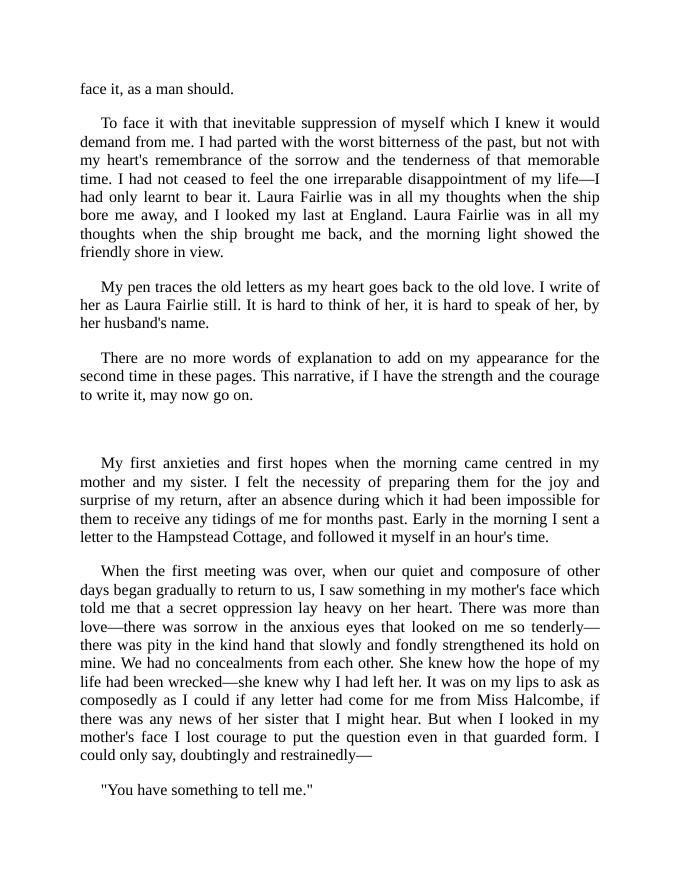 face it, as a man should.
To face it with that inevitable suppression of myself which I knew it would
demand from me. I had parted with the worst bitterness of the past, but not with
my heart's remembrance of the sorrow and the tenderness of that memorable
time. I had not ceased to feel the one irreparable disappointment of my life—I
had only learnt to bear it. Laura Fairlie was in all my thoughts when the ship
bore me away, and I looked my last at England. Laura Fairlie was in all my
thoughts when the ship brought me back, and the morning light showed the
friendly shore in view.
My pen traces the old letters as my heart goes back to the old love. I write of
her as Laura Fairlie still. It is hard to think of her, it is hard to speak of her, by
her husband's name.
There are no more words of explanation to add on my appearance for the
second time in these pages. This narrative, if I have the strength and the courage
to write it, may now go on.
My first anxieties and first hopes when the morning came centred in my
mother and my sister. I felt the necessity of preparing them for the joy and
surprise of my return, after an absence during which it had been impossible for
them to receive any tidings of me for months past. Early in the morning I sent a
letter to the Hampstead Cottage, and followed it myself in an hour's time.
When the first meeting was over, when our quiet and composure of other
days began gradually to return to us, I saw something in my mother's face which
told me that a secret oppression lay heavy on her heart. There was more than
love—there was sorrow in the anxious eyes that looked on me so tenderly—
there was pity in the kind hand that slowly and fondly strengthened its hold on
mine. We had no concealments from each other. She knew how the hope of my
life had been wrecked—she knew why I had left her. It was on my lips to ask as
composedly as I could if any letter had come for me from Miss Halcombe, if
there was any news of her sister that I might hear. But when I looked in my
mother's face I lost courage to put the question even in that guarded form. I
could only say, doubtingly and restrainedly—
"You have something to tell me."